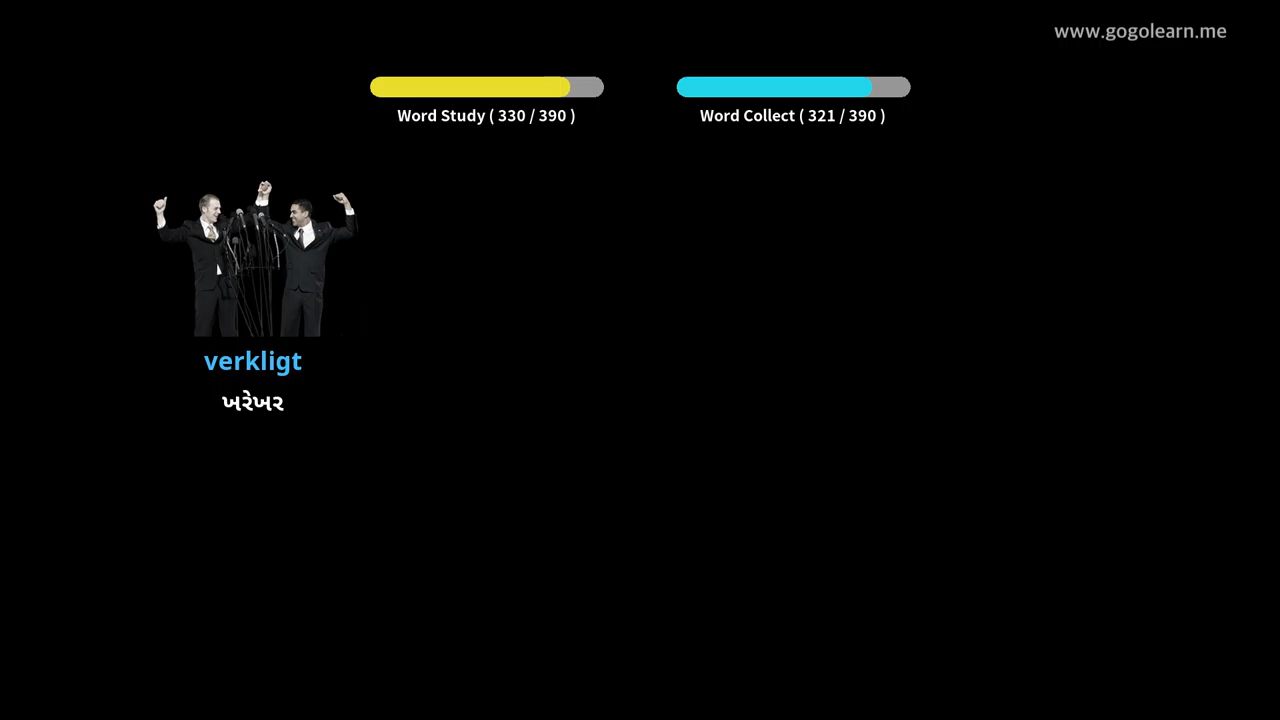 www.gogolearn.me
Word Study ( 330 / 390 )
Word Collect ( 321 / 390 )
verkligt
ખરેખર